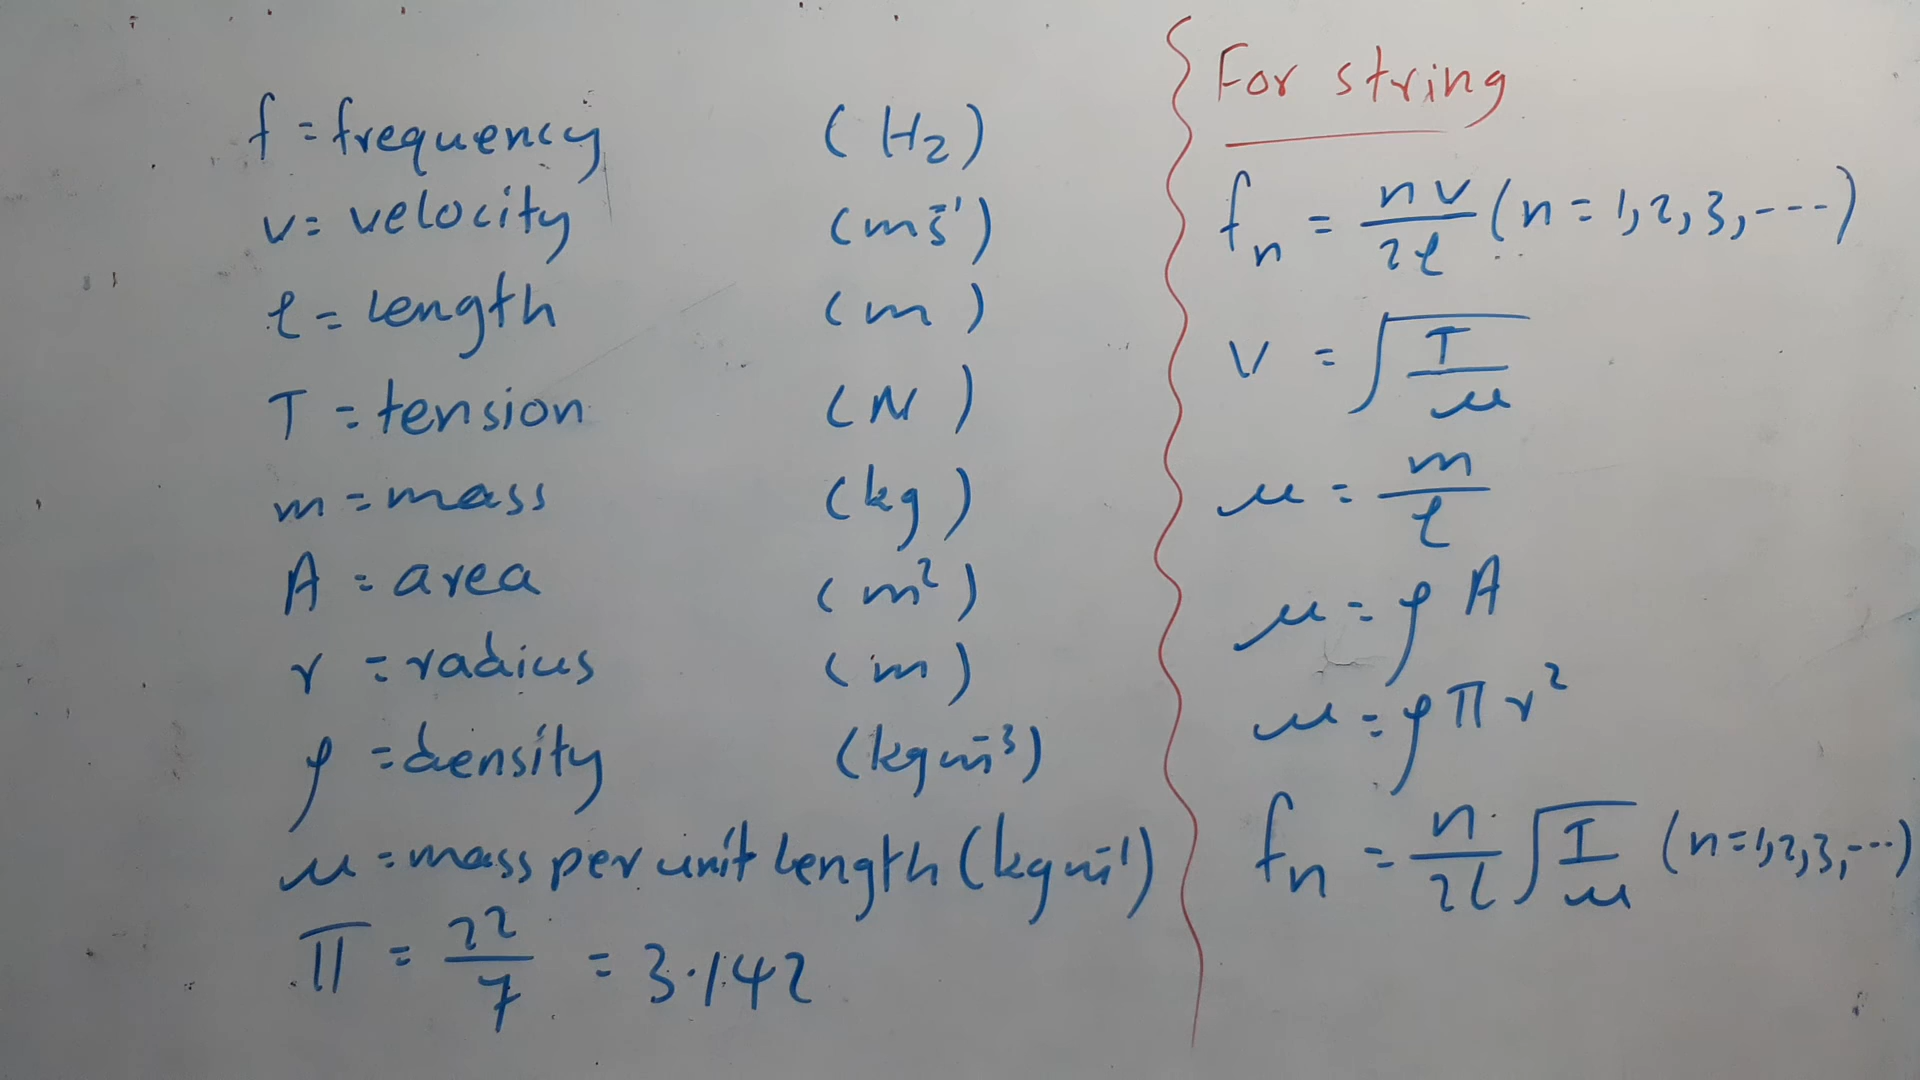 f = frequency (Hz)
v = velocity (ms⁻¹)
ℓ = length (m)
T = tension (N)
m = mass (kg)
A = area (m²)
r = radius (m)
ρ = density (kgm⁻³)
μ = mass per unit length (kgm⁻¹)
π = 22/7 = 3.142
For string
fₙ = nv/2ℓ (n = 1, 2, 3, ----)
v = √(T/μ)
μ = m/ℓ
μ = ρA
μ = ρπr²
fₙ = n/2l √(T/μ) (n=1,2,3,---)